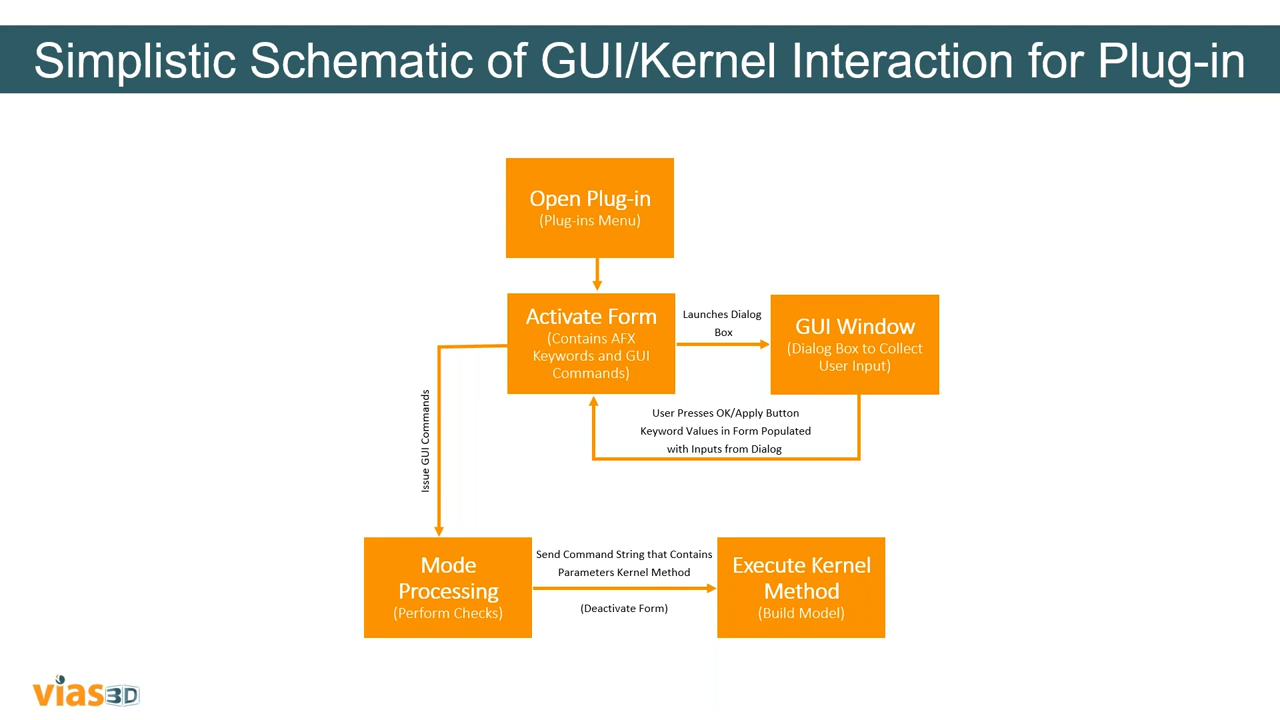 Simplistic Schematic of GUI/Kernel Interaction for Plug-in
Open Plug-in
(Plug-ins Menu)
Activate Form
(Contains AFX
Keywords and GUI
Commands)
Launches Dialog
Box
GUI Window
(Dialog Box to Collect
User Input)
User Presses OK/Apply Button
Keyword Values in Form Populated
with Inputs from Dialog
Issue GUI Commands
Mode
Processing
(Perform Checks)
Send Command String that Contains
Parameters Kernel Method
(Deactivate Form)
Execute Kernel
Method
(Build Model)
vias3D